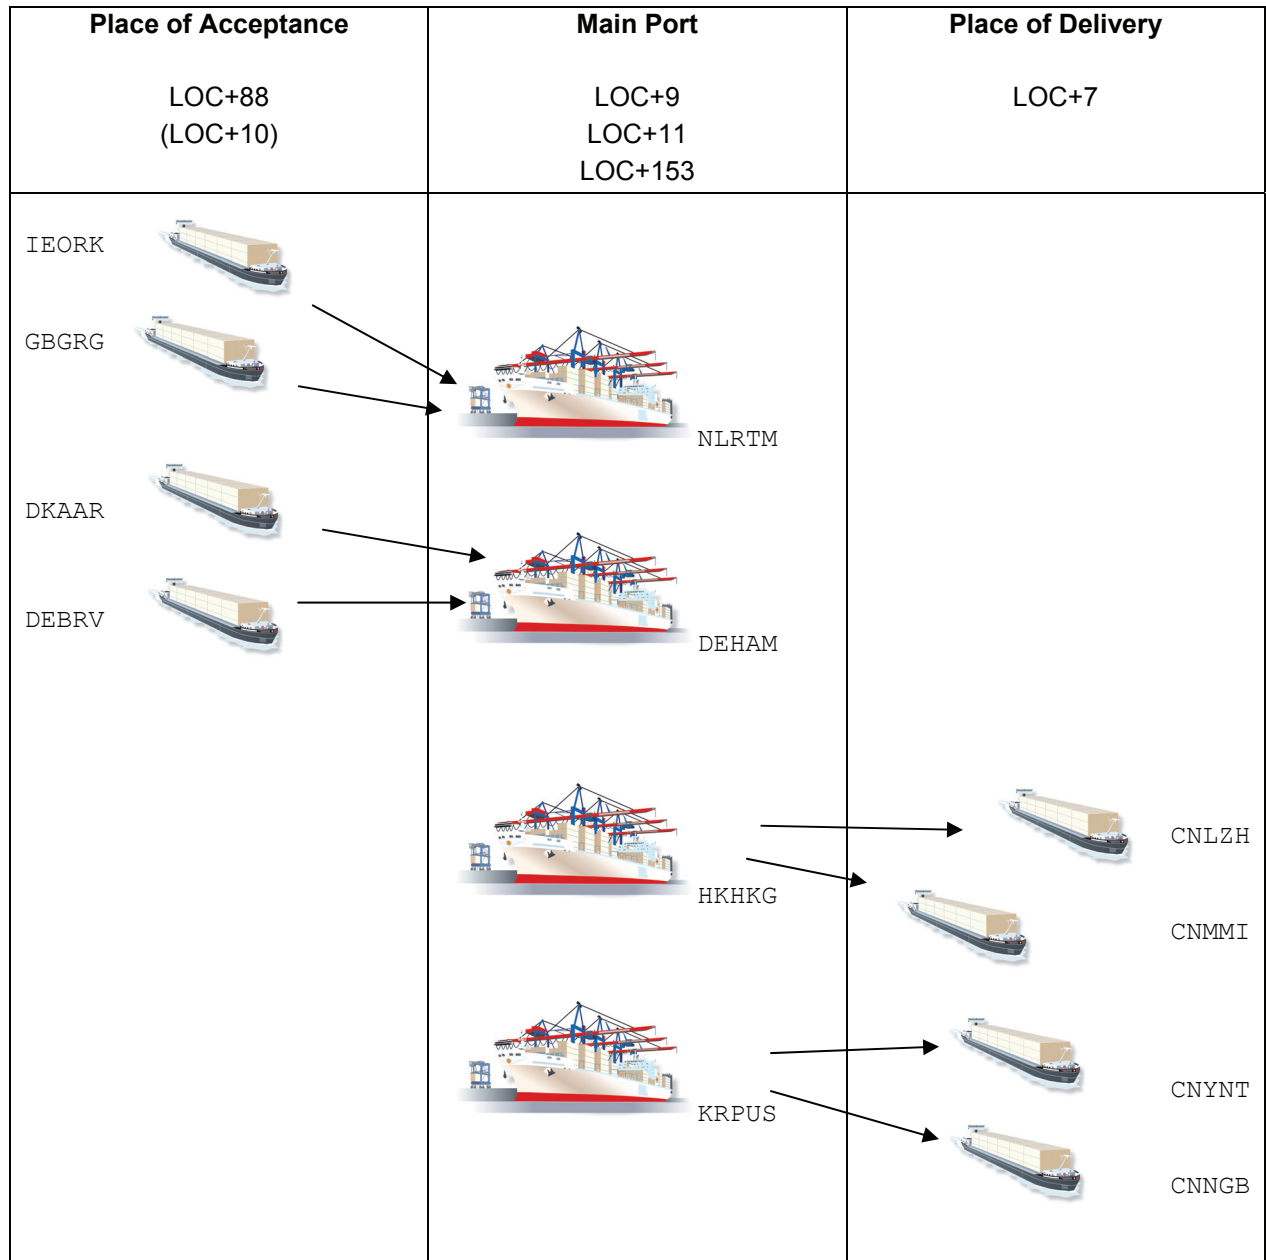 Place of Acceptance
LOC+88
(LOC+10)
Main Port
LOC+9
LOC+11
LOC+153
Place of Delivery
LOC+7
IEORK
GBGRG
NLRTM
DKAAR
DEBRV
DEHAM
CNLZH
HKHKG
CNMMI
CNYNT
KRPUS
CNNGB